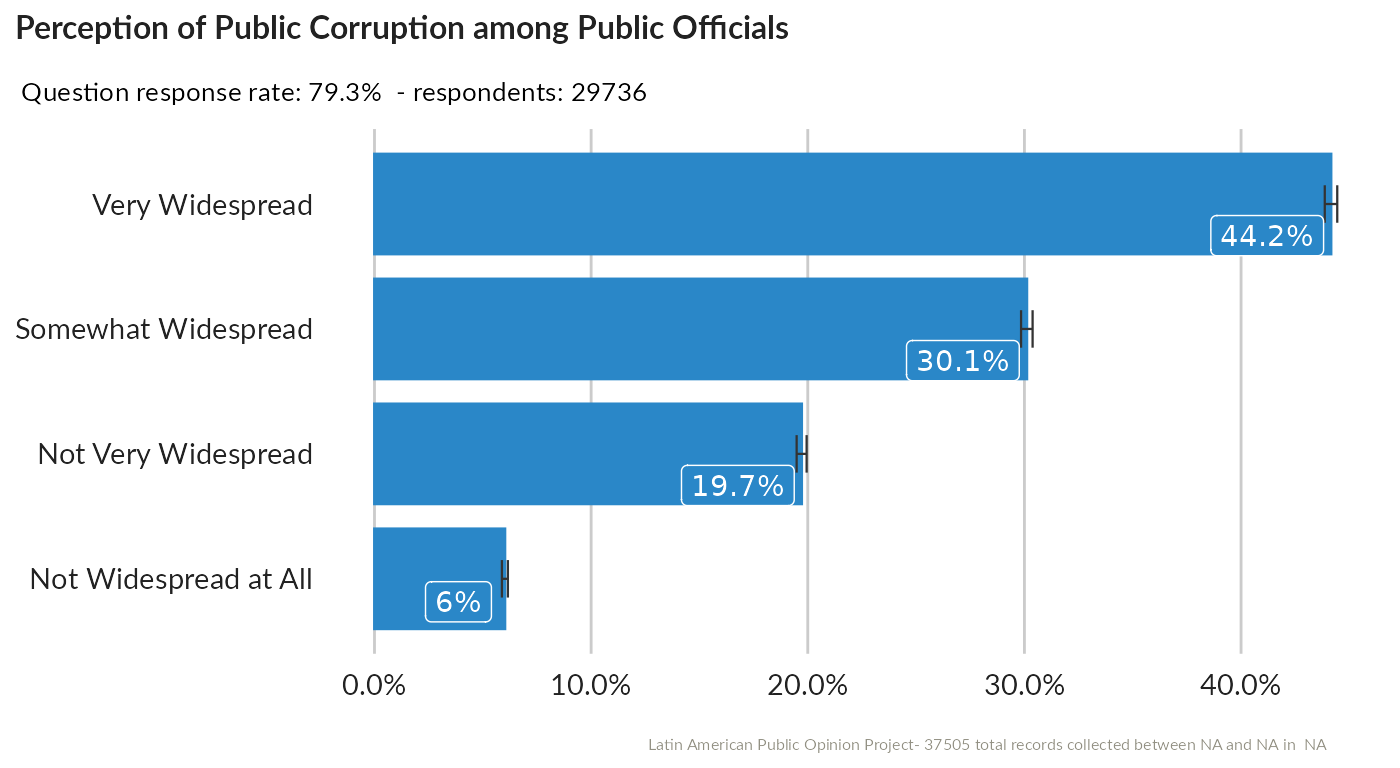 Perception of Public Corruption among Public Officials
Question response rate: 79.3%  - respondents: 29736
Very Widespread
44.2%
Somewhat Widespread
30.1%
Not Very Widespread
19.7%
Not Widespread at All
6%
0.0% 10.0% 20.0% 30.0% 40.0%
Latin American Public Opinion Project- 37505 total records collected between NA and NA in  NA